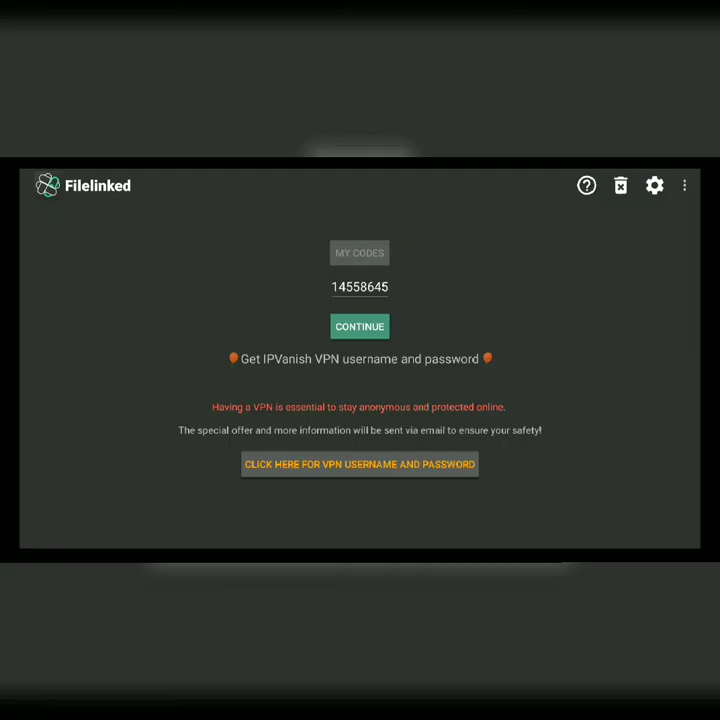 Filelinked
MY CODES
14558645
CONTINUE
🎈Get IPVanish VPN username and password🎈
Having a VPN is essential to stay anonymous and protected online.
The special offer and more information will be sent via email to ensure your safety!
CLICK HERE FOR VPN USERNAME AND PASSWORD